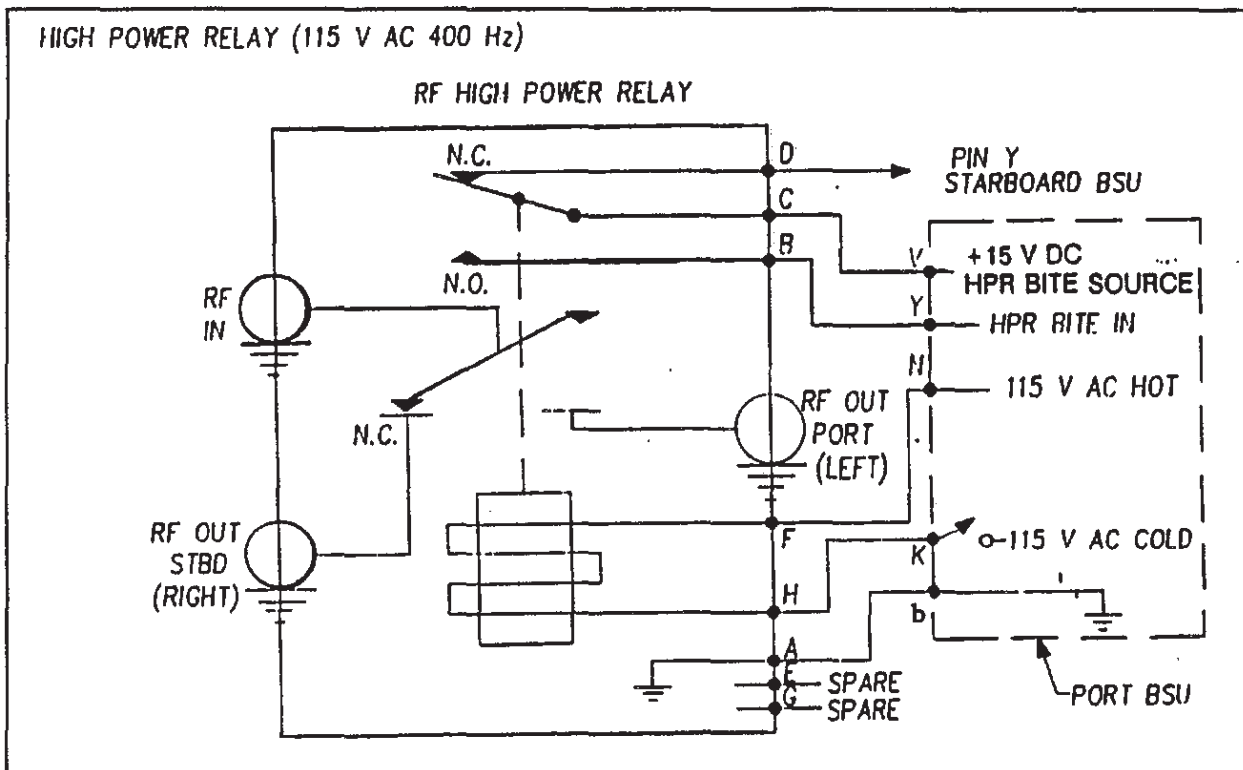 HIGH POWER RELAY (115 V AC 400 Hz)
RF HIGH POWER RELAY
N.C.
D
PIN Y
STARBOARD BSU
C
B
N.O.
V
+15 V DC
HPR BITE SOURCE
RF
IN
Y
HPR BITE IN
N
115 V AC HOT
RF OUT
PORT
(LEFT)
N.C.
RF OUT
STBD
(RIGHT)
F
K
115 V AC COLD
H
b
A
E
SPARE
G
SPARE
PORT BSU